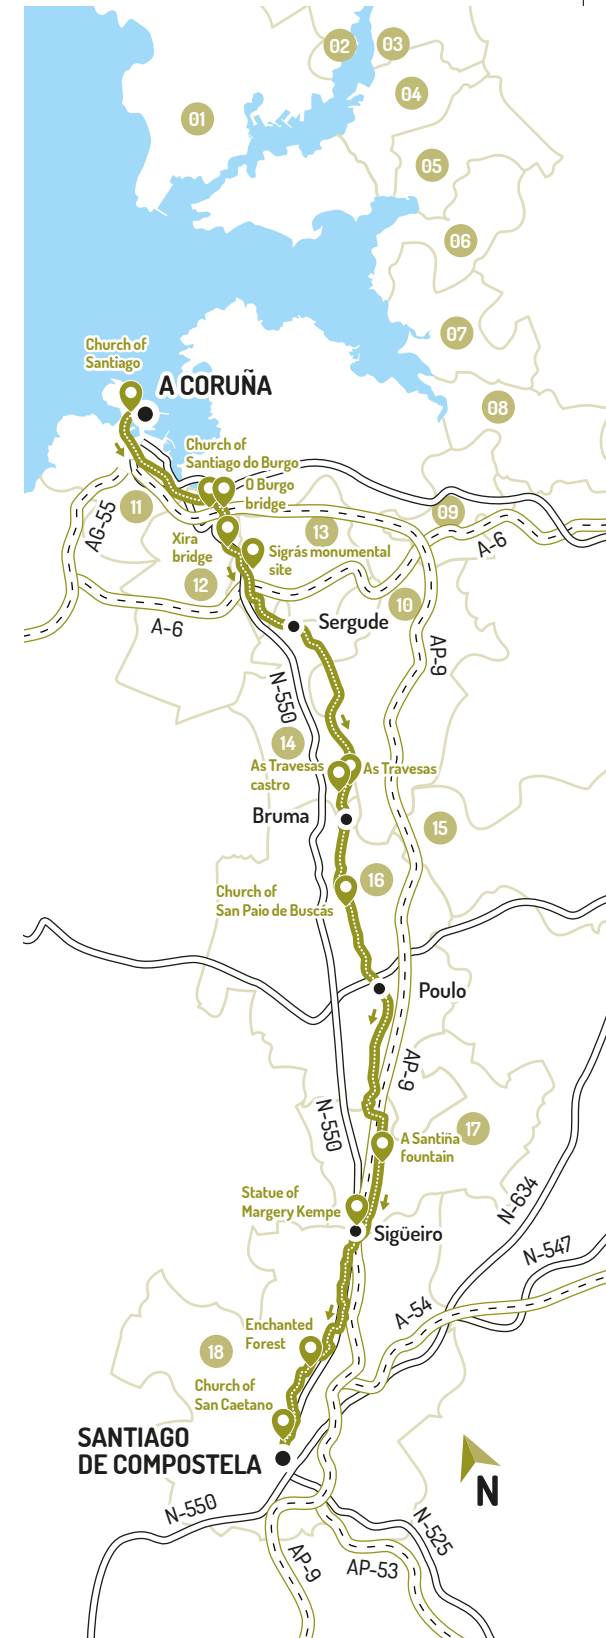 02
03
04
01
05
06
07
08
Church of
Santiago
A CORUÑA
Church of
Santiago do Burgo
O Burgo
bridge
11
09
AG-55
13
Xira
bridge
Sigrás monumental
site
A-6
12
10
A-6
Sergude
AP-9
N-550
14
As Travesas
castro
As Travesas
Bruma
15
16
Church of
San Paio de Buscás
Poulo
AP-9
N-550
17
A Santiña
fountain
Statue of
Margery Kempe
N-634
Sigüeiro
N-547
A-54
Enchanted
Forest
18
Church of
San Caetano
SANTIAGO
DE COMPOSTELA
N
N-550
N-525
AP-9
AP-53